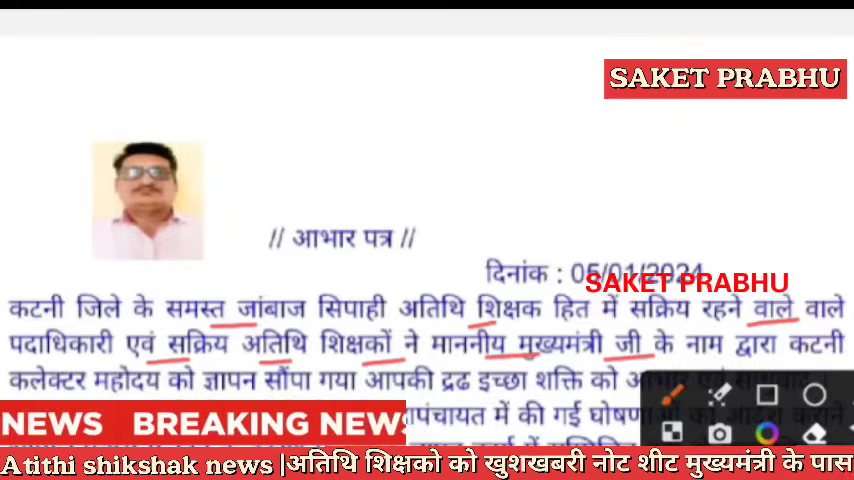 SAKET PRABHU
// आभार पत्र //
दिनांक : 05/01/2024
SAKET PRABHU
कटनी जिले के समस्त जांबाज सिपाही अतिथि शिक्षक हित में सक्रिय रहने वाले वाले
पदाधिकारी एवं सक्रिय अतिथि शिक्षकों ने माननीय मुख्यमंत्री जी के नाम द्वारा कटनी
कलेक्टर महोदय को ज्ञापन सौंपा गया आपकी द्रढ इच्छा शक्ति को
में की गई
NEWS BREAKING NEWS
Atithi shikshak news |अतिथि शिक्षको को खुशखबरी नोट शीट मुख्यमंत्री के पास